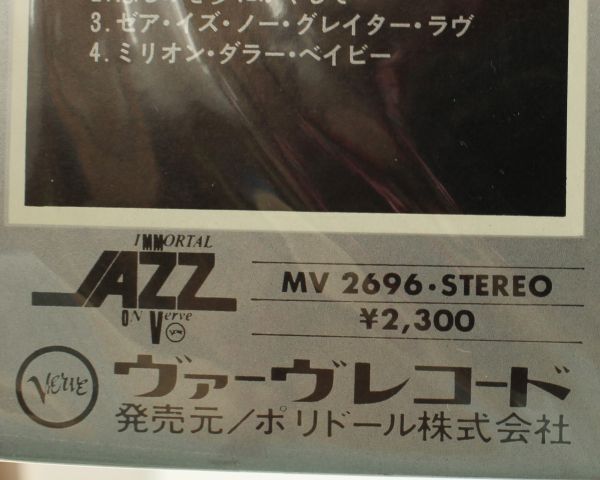 3. ゼア・イズ・ノー・グレイター・ラヴ
4. ミリオン・ダラー・ベイビー
IMMORTAL
JAZZ
ON Verve
MV 2696・STEREO
¥2,300
Verve
ヴァーヴレコード
発売元/ポリドール株式会社